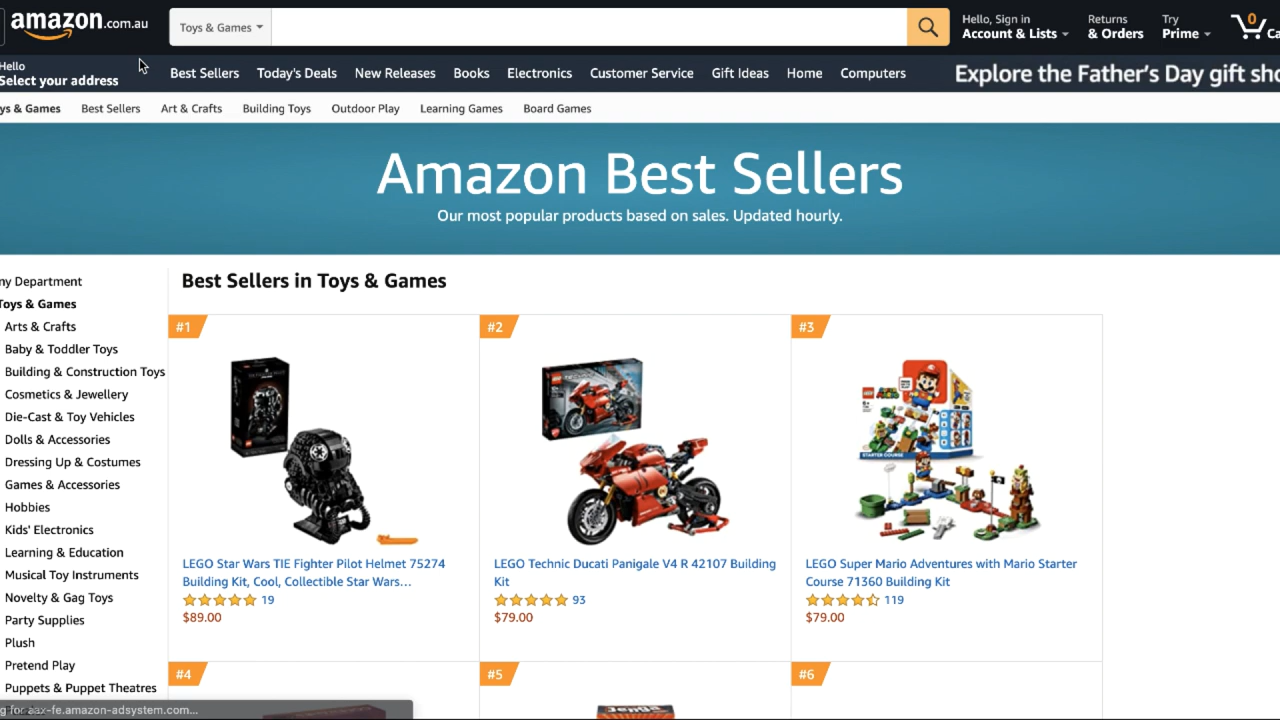 amazon.com.au
Toys & Games
Hello, Sign in
Account & Lists
Returns
& Orders
Try
Prime
0
Ca
Hello
Select your address
Best Sellers
Today's Deals
New Releases
Books
Electronics
Customer Service
Gift Ideas
Home
Computers
Explore the Father's Day gift sho
ys & Games
Best Sellers
Art & Crafts
Building Toys
Outdoor Play
Learning Games
Board Games
Amazon Best Sellers
Our most popular products based on sales. Updated hourly.
ny Department
Toys & Games
Arts & Crafts
Baby & Toddler Toys
Building & Construction Toys
Cosmetics & Jewellery
Die-Cast & Toy Vehicles
Dolls & Accessories
Dressing Up & Costumes
Games & Accessories
Hobbies
Kids' Electronics
Learning & Education
Musical Toy Instruments
Novelty & Gag Toys
Party Supplies
Plush
Pretend Play
Puppets & Puppet Theatres
Best Sellers in Toys & Games
#1
LEGO Star Wars TIE Fighter Pilot Helmet 75274
Building Kit, Cool, Collectible Star Wars...
19
$89.00
#2
LEGO Technic Ducati Panigale V4 R 42107 Building
Kit
93
$79.00
#3
STARTER COURSE
LEGO Super Mario Adventures with Mario Starter
Course 71360 Building Kit
119
$79.00
#4
#5
Jenga
#6
g for aax-fe.amazon-adsystem.com...